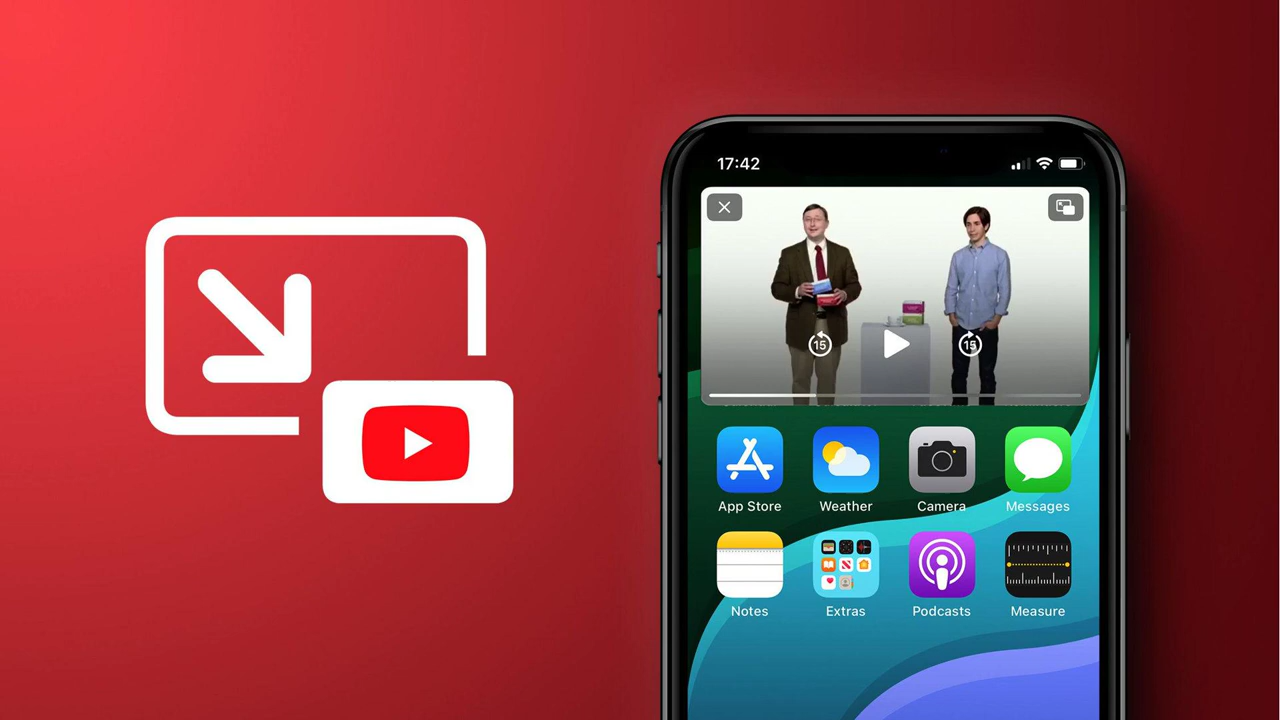 17:42
15
15
App Store
Weather
Camera
Messages
Notes
Extras
Podcasts
Measure